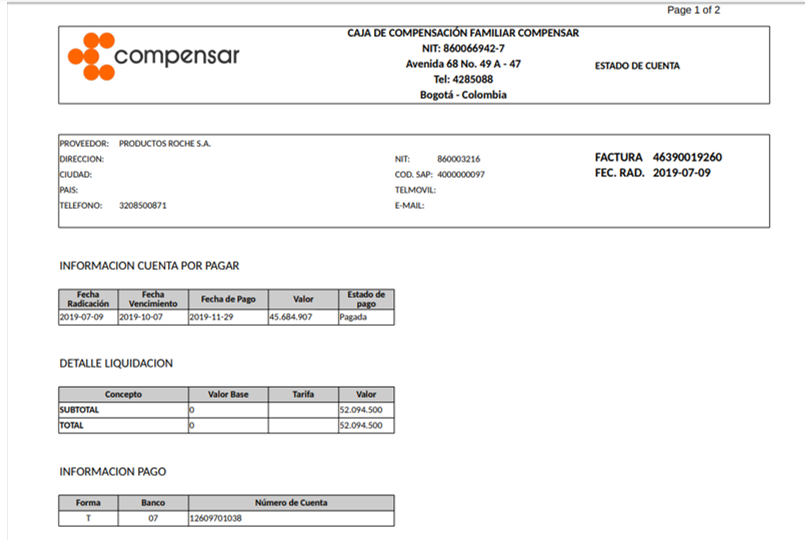 Page 1 of 2
compensar
CAJA DE COMPENSACIÓN FAMILIAR COMPENSAR
NIT: 860066942-7
Avenida 68 No. 49 A - 47
Tel: 4285088
Bogotá - Colombia
ESTADO DE CUENTA
PROVEEDOR: PRODUCTOS ROCHE S.A.
DIRECCION: NIT: 860003216 FACTURA 46390019260
CIUDAD: COD. SAP: 4000000097 FEC. RAD. 2019-07-09
PAIS: TELMOVIL:
TELEFONO: 3208500871 E-MAIL:
INFORMACION CUENTA POR PAGAR
Fecha Radicación Fecha Vencimiento Fecha de Pago Valor Estado de pago
2019-07-09 2019-10-07 2019-11-29 45.684.907 Pagada
DETALLE LIQUIDACION
Concepto Valor Base Tarifa Valor
SUBTOTAL 0 52.094.500
TOTAL 0 52.094.500
INFORMACION PAGO
Forma Banco Número de Cuenta
T 07 12609701038